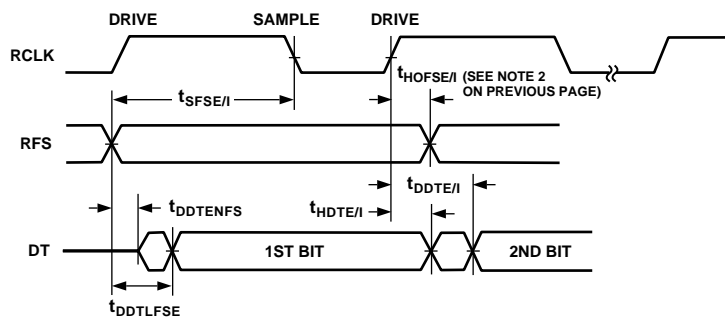 DRIVE SAMPLE DRIVE
RCLK
tHOFSE/I (SEE NOTE 2
ON PREVIOUS PAGE)
tSFSE/I
RFS
tDDTE/I
tDDTENFS
tHDTE/I
DT 1ST BIT 2ND BIT
tDDTLFSE